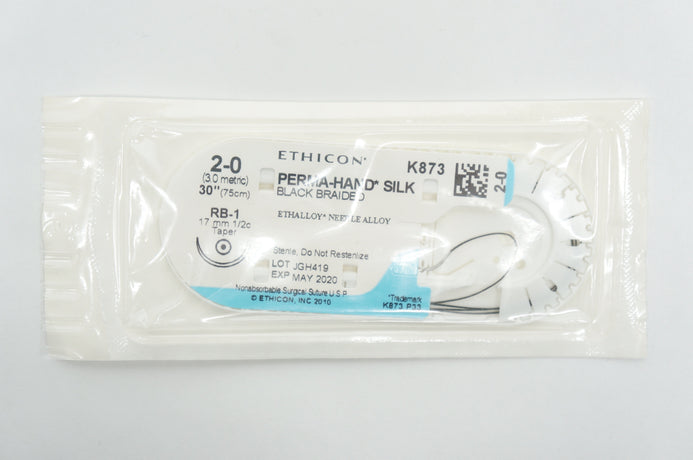 ETHICON*
2-0
(3.0 metric)
30" (75cm)
K873
2-0
PERMA-HAND* SILK
BLACK BRAIDED
RB-1
17 mm 1/2c
Taper
ETHALLOY* NEEDLE ALLOY
Sterile, Do Not Resterilize
LOT JGH419
EXP MAY 2020
Nonabsorbable Surgical Suture U.S.P.
© ETHICON, INC 2010
*Trademark
K873 P33